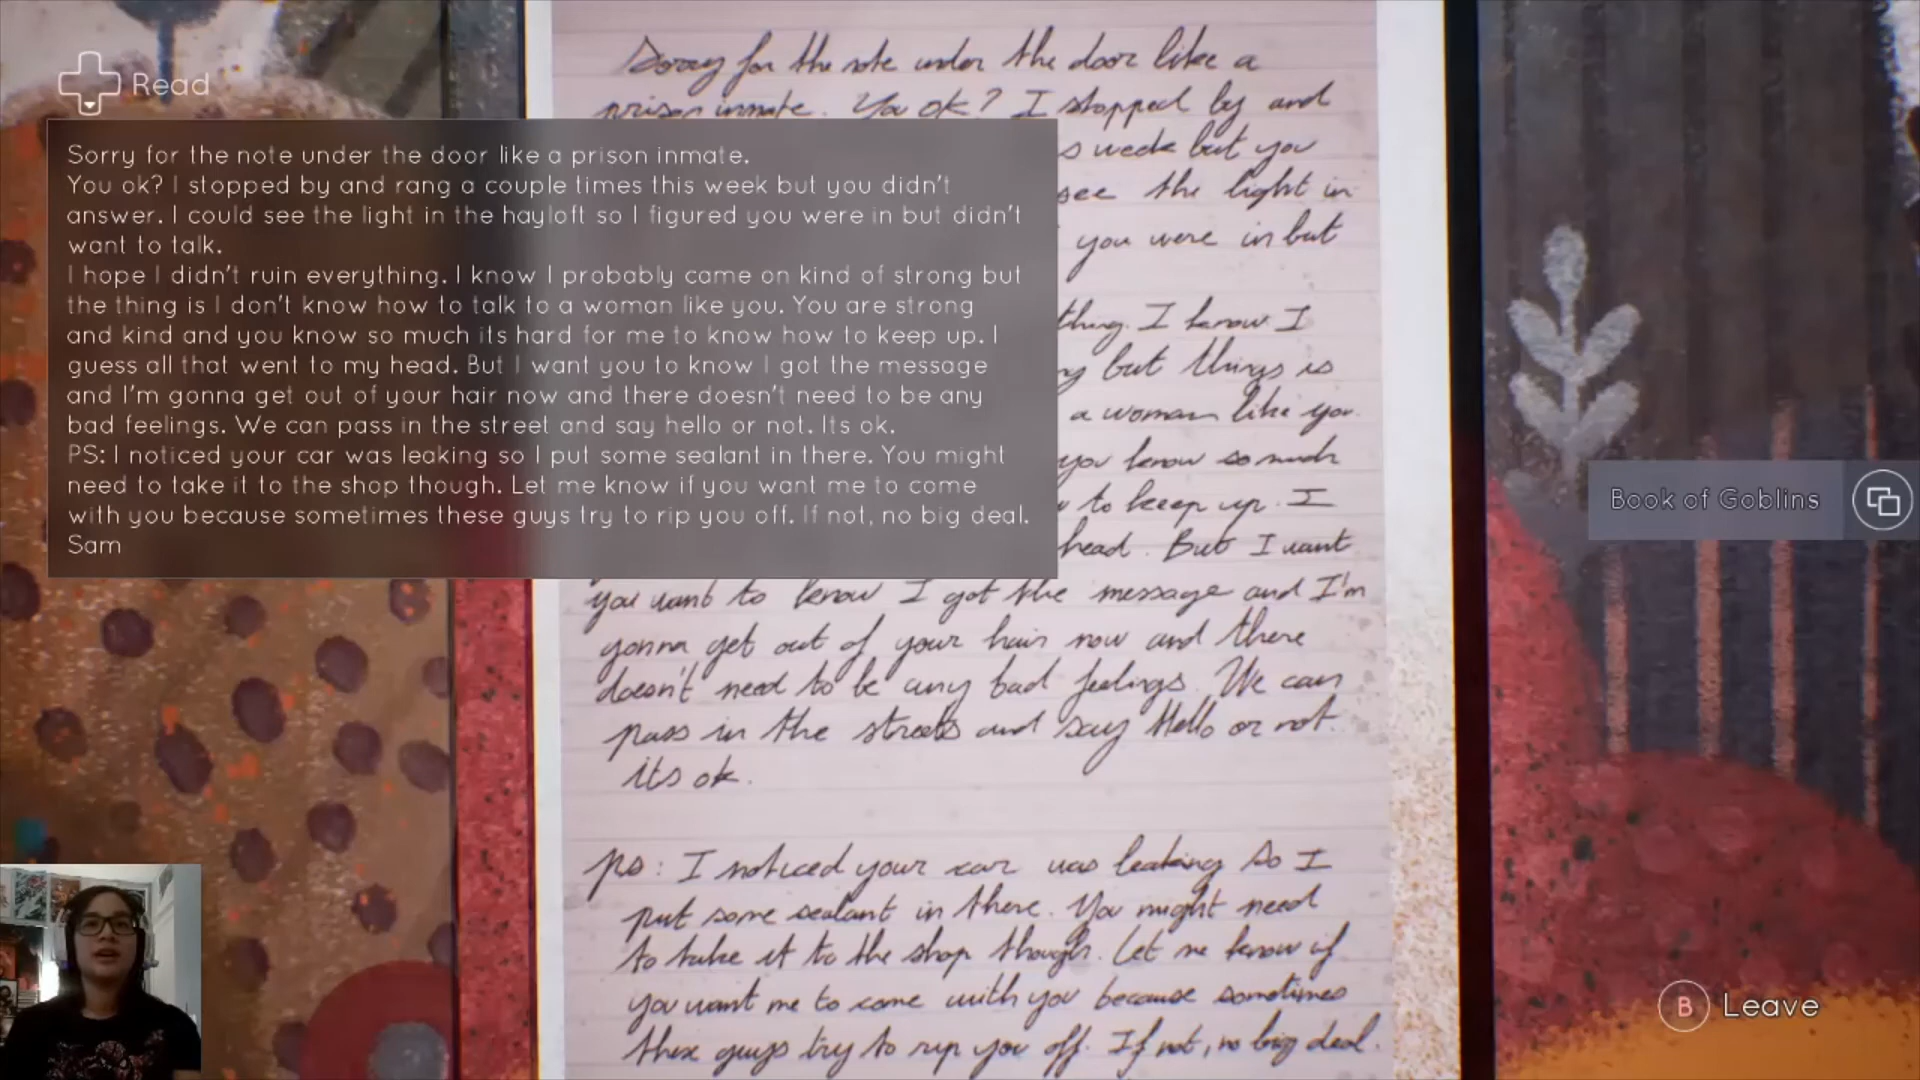 Read
Sorry for the note under the door like a prison inmate.
You ok? I stopped by and rang a couple times this week but you didn't
answer. I could see the light in the hayloft so I figured you were in but didn't
want to talk.
I hope I didn't ruin everything. I know I probably came on kind of strong but
the thing is I don't know how to talk to a woman like you. You are strong
and kind and you know so much its hard for me to know how to keep up. I
guess all that went to my head. But I want you to know I got the message
and I'm gonna get out of your hair now and there doesn't need to be any
bad feelings. We can pass in the street and say hello or not. Its ok.
PS: I noticed your car was leaking so I put some sealant in there. You might
need to take it to the shop though. Let me know if you want me to come
with you because sometimes these guys try to rip you off. If not, no big deal.
Sam
Sorry for the note under the door like a
prison inmate. You ok? I stopped by and
s week but you
see the light in
you were in but
thing. I know I
ng but things is
a woman like you.
you know so much
w to keep up. I
head. But I want
you want to know I got the message and I'm
gonna get out of your hair now and there
doesn't need to be any bad feelings. We can
pass in the streets and say Hello or not.
its ok.
ps: I noticed your car was leaking so I
put some sealant in there. You might need
to take it to the shop though. Let me know if
you want me to come with you because sometimes
these guys try to rip you off. If not, no big deal.
Book of Goblins
B Leave